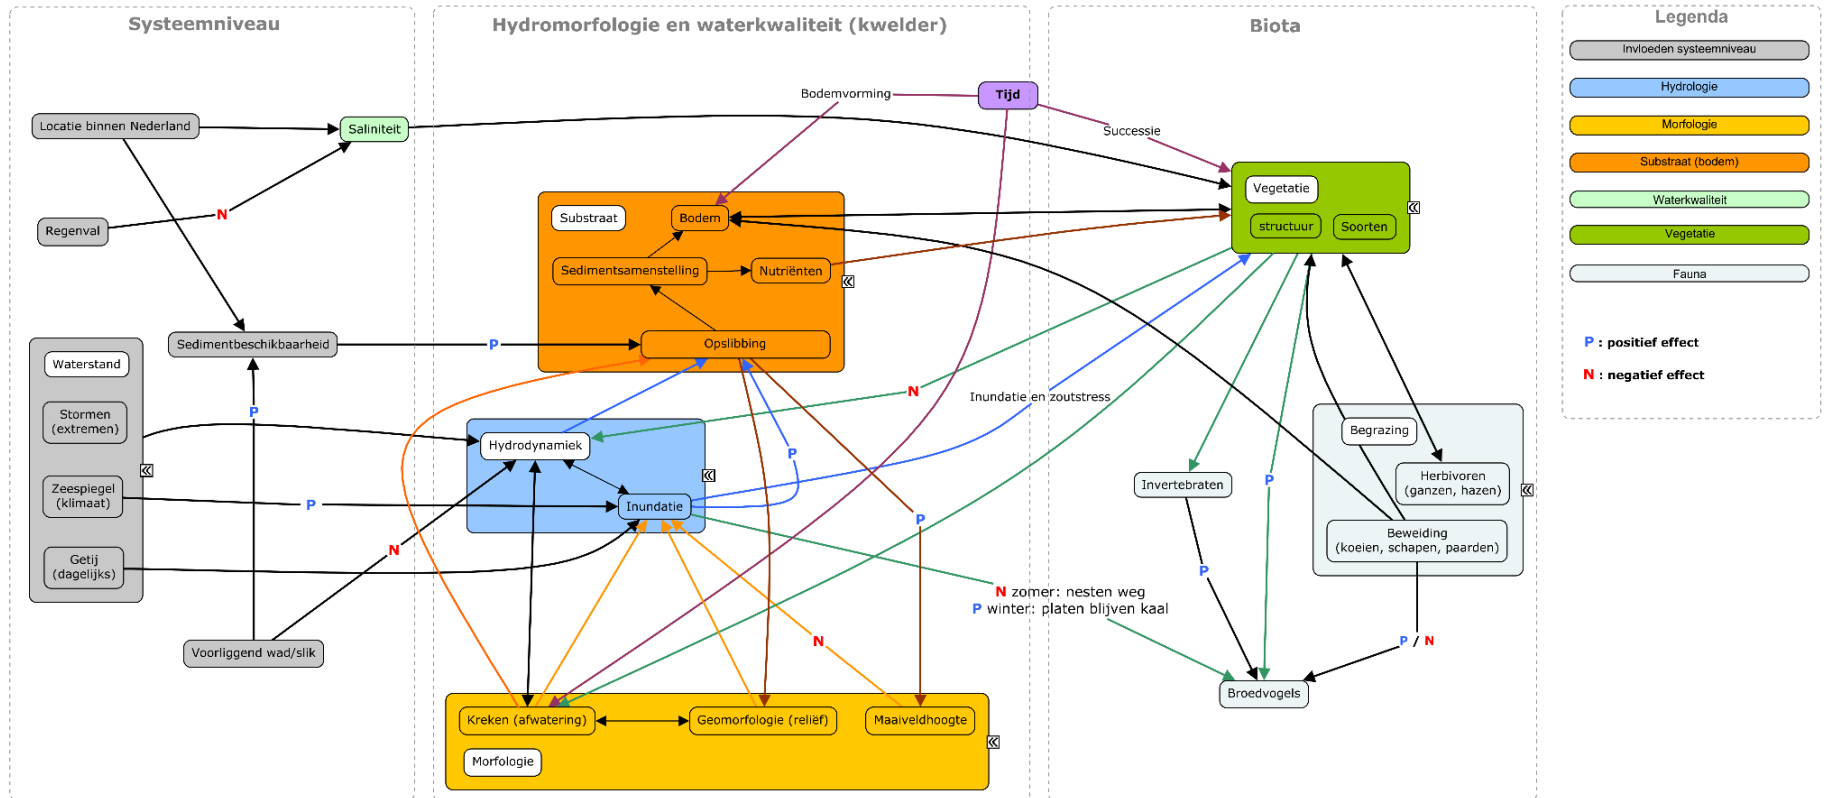 Systeemniveau
Hydromorfologie en waterkwaliteit (kwelder)
Biota
Legenda
Invloeden systeemniveau
Hydrologie
Morfologie
Substraat (bodem)
Waterkwaliteit
Vegetatie
Fauna
P : positief effect
N : negatief effect
Locatie binnen Nederland
Saliniteit
Regenval
N
Sedimentbeschikbaarheid
P
Waterstand
Stormen
(extremen)
Zeespiegel
(klimaat)
Getij
(dagelijks)
P
P
N
Voorliggend wad/slik
Bodemvorming
Tijd
Successie
Substraat
Bodem
Sedimentsamenstelling
Nutriënten
Opslibbing
N
Inundatie en zoutstress
Hydrodynamiek
P
Inundatie
P
N zomer: nesten weg
P winter: platen blijven kaal
N
Kreken (afwatering)
Geomorfologie (reliëf)
Maaiveldhoogte
Morfologie
Vegetatie
structuur
Soorten
Begrazing
Herbivoren
(ganzen, hazen)
Beweiding
(koeien, schapen, paarden)
Invertebraten
P
P
P / N
Broedvogels